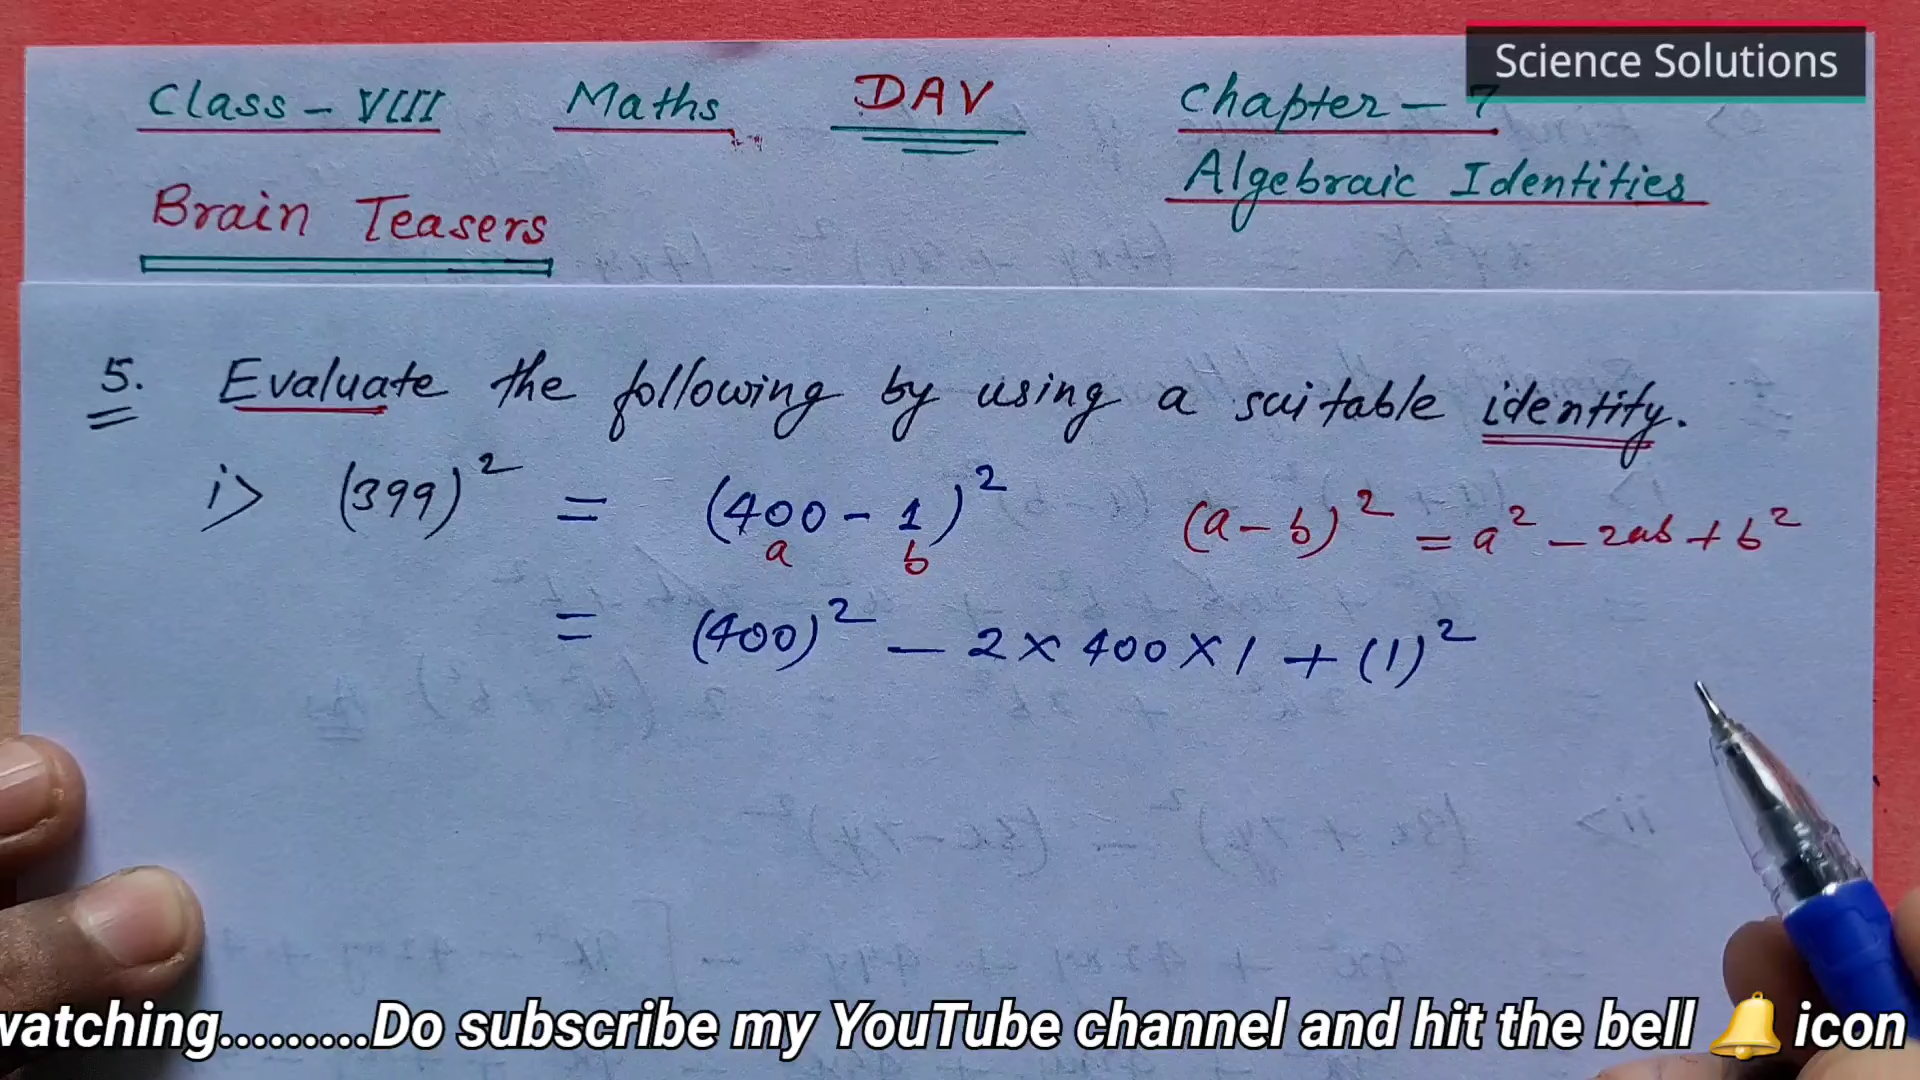 Science Solutions
Class - VIII Maths DAV Chapter - 7
Algebraic Identities
Brain Teasers
5. Evaluate the following by using a suitable identity.
i> (399)² = (400 - 1)² (a - b)² = a² - 2ab + b²
a b
= (400)² - 2 × 400 × 1 + (1)²
watching.........Do subscribe my YouTube channel and hit the bell 🔔 icon